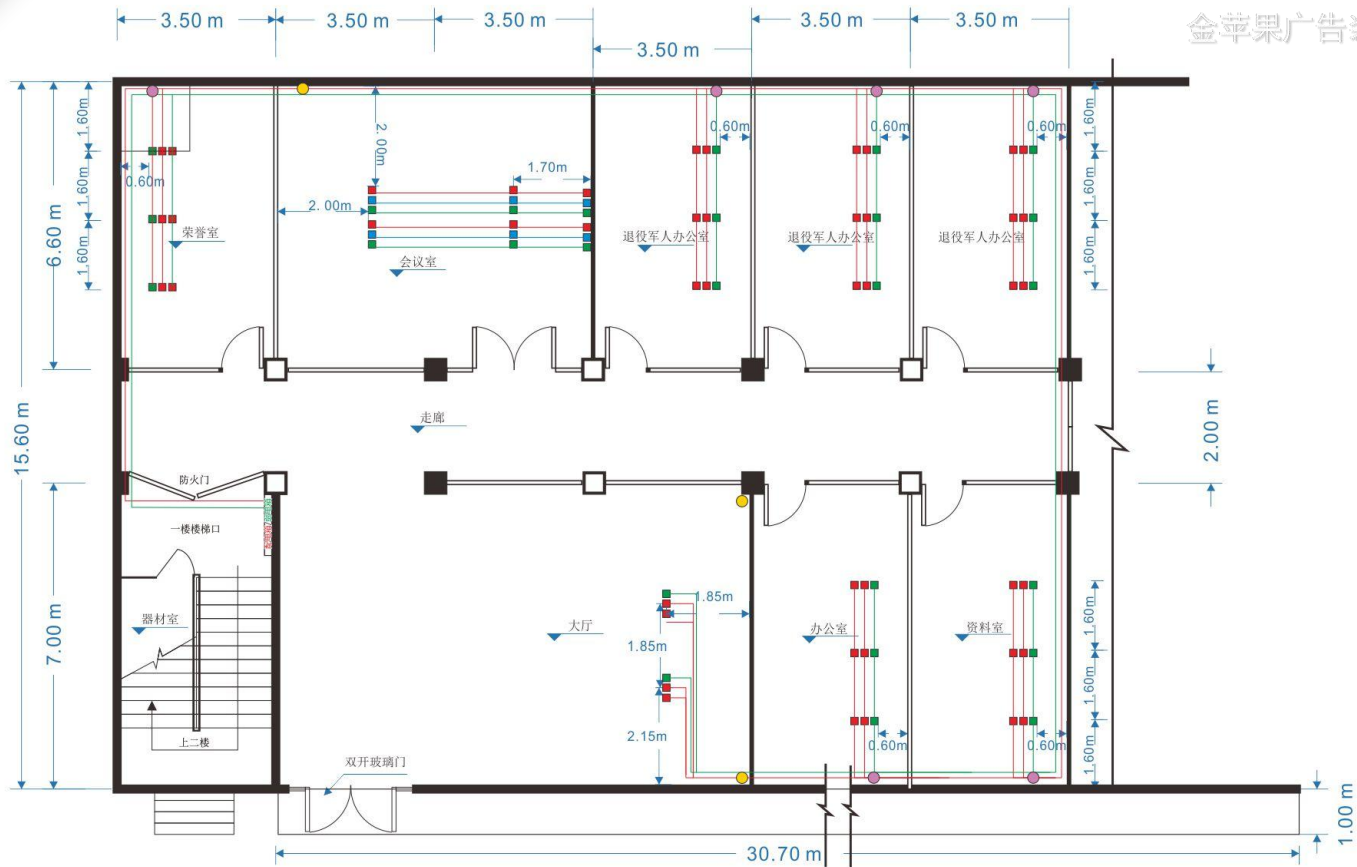 3.50 m
3.50 m
3.50 m
3.50 m
3.50 m
3.50 m
金苹果广告
1.60m
1.60m
1.60m
0.60m
6.60 m
15.60 m
7.00 m
2.00m
2.00m
1.70m
0.60m
0.60m
0.60m
1.60m
1.60m
1.60m
荣誉室
会议室
退役军人办公室
退役军人办公室
退役军人办公室
走廊
2.00 m
防火门
一楼楼梯口
器材室
上二楼
大厅
1.85m
1.85m
2.15m
办公室
资料室
0.60m
0.60m
1.60m
1.60m
1.60m
双开玻璃门
30.70 m
1.00 m